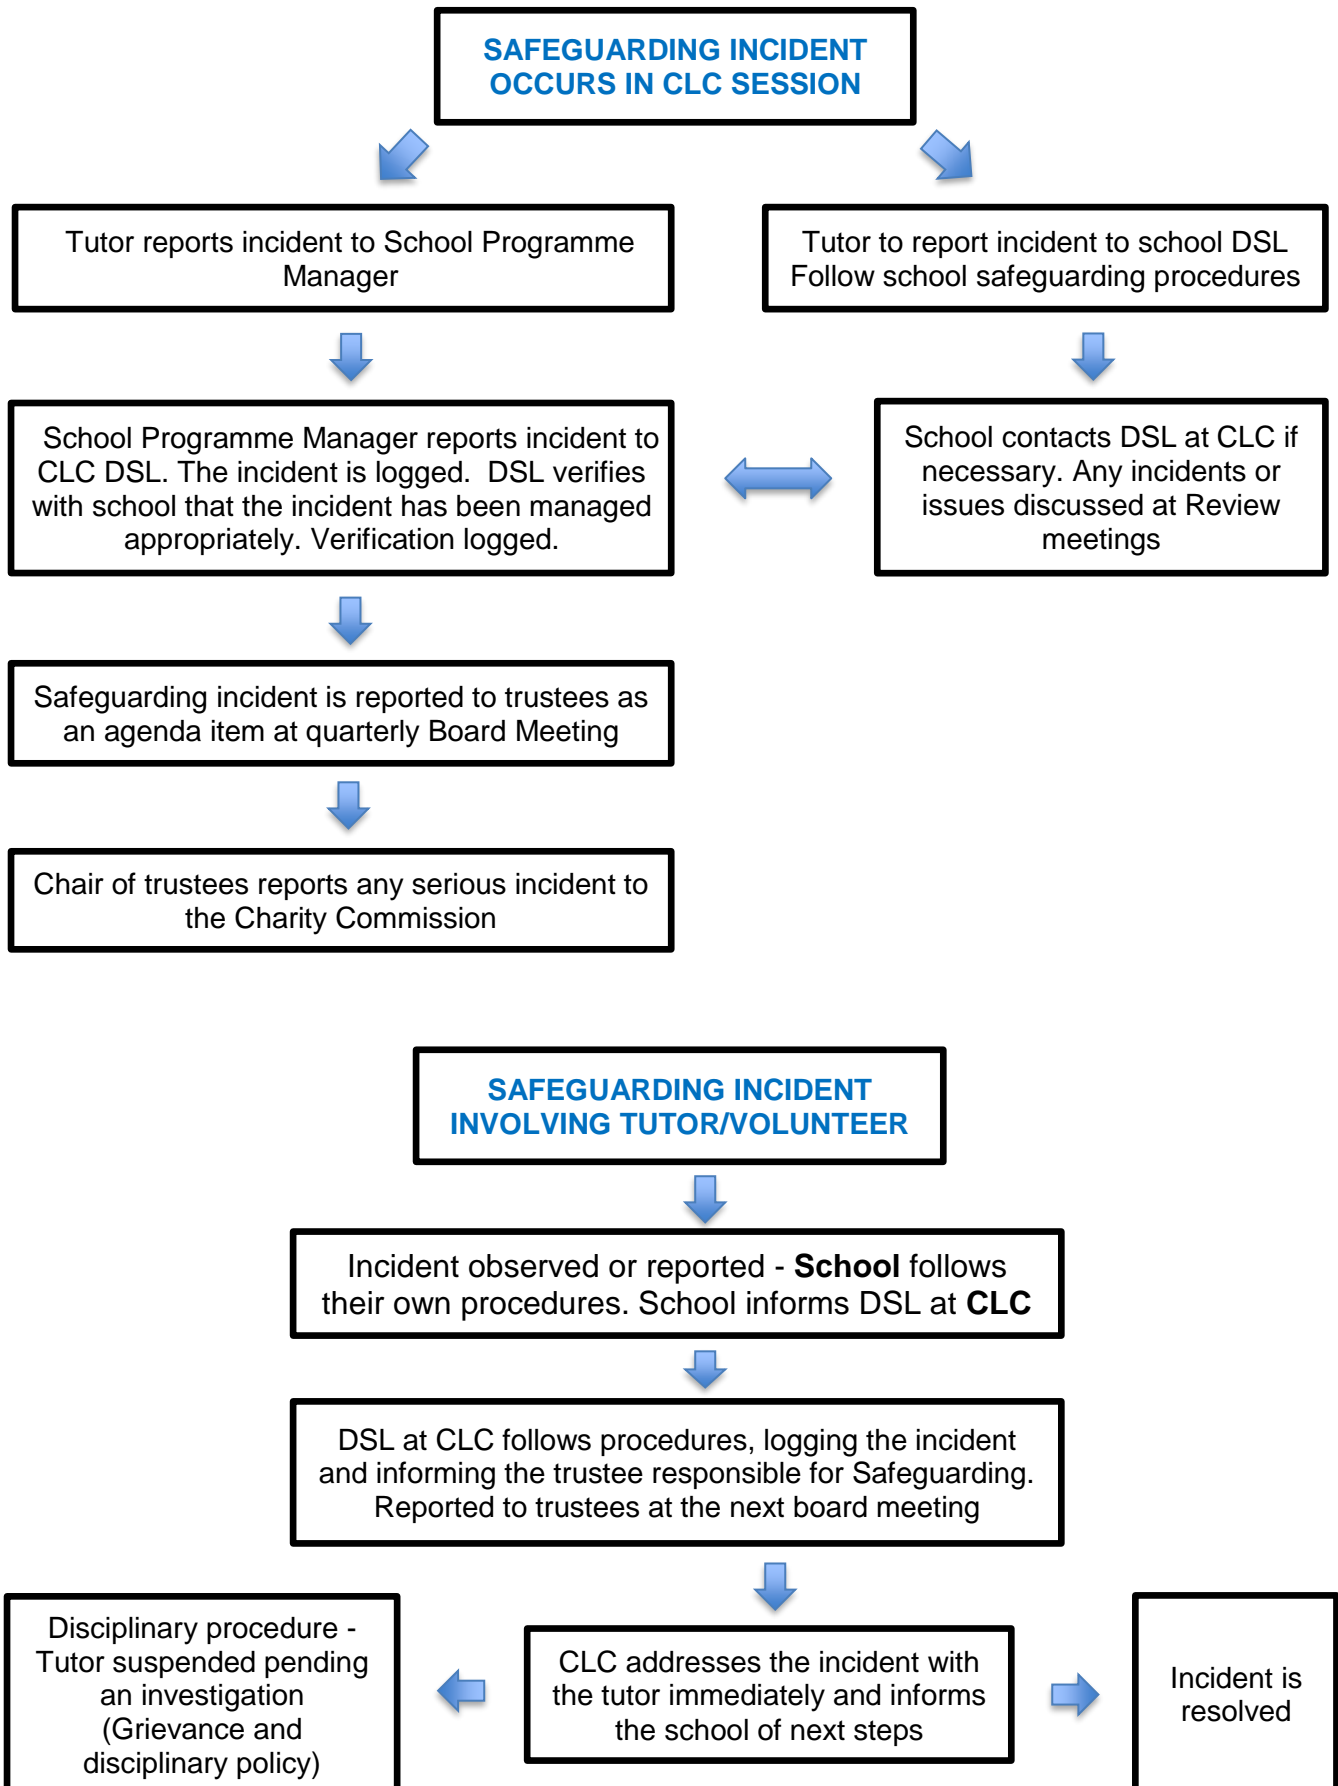 SAFEGUARDING INCIDENT
OCCURS IN CLC SESSION
Tutor reports incident to School Programme
Manager
Tutor to report incident to school DSL
Follow school safeguarding procedures
School Programme Manager reports incident to
CLC DSL. The incident is logged.  DSL verifies
with school that the incident has been managed
appropriately. Verification logged.
School contacts DSL at CLC if
necessary. Any incidents or
issues discussed at Review
meetings
Safeguarding incident is reported to trustees as
an agenda item at quarterly Board Meeting
Chair of trustees reports any serious incident to
the Charity Commission
SAFEGUARDING INCIDENT
INVOLVING TUTOR/VOLUNTEER
Incident observed or reported - School follows
their own procedures. School informs DSL at CLC
DSL at CLC follows procedures, logging the incident
and informing the trustee responsible for Safeguarding.
Reported to trustees at the next board meeting
Disciplinary procedure -
Tutor suspended pending
an investigation
(Grievance and
disciplinary policy)
CLC addresses the incident with
the tutor immediately and informs
the school of next steps
Incident is
resolved